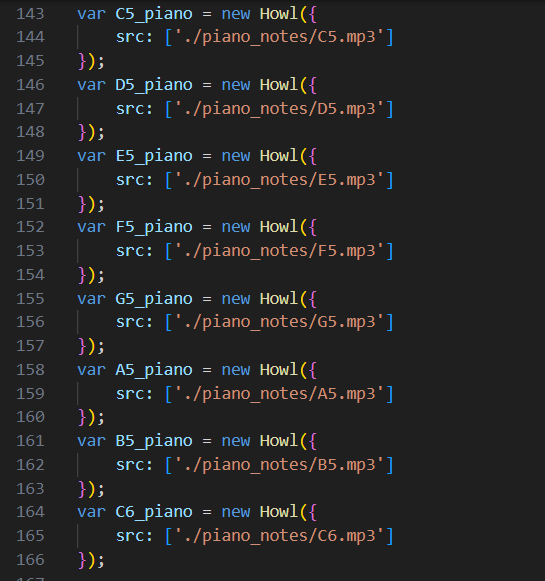 143 var C5_piano = new Howl({
144     src: ['./piano_notes/C5.mp3']
145 });
146 var D5_piano = new Howl({
147     src: ['./piano_notes/D5.mp3']
148 });
149 var E5_piano = new Howl({
150     src: ['./piano_notes/E5.mp3']
151 });
152 var F5_piano = new Howl({
153     src: ['./piano_notes/F5.mp3']
154 });
155 var G5_piano = new Howl({
156     src: ['./piano_notes/G5.mp3']
157 });
158 var A5_piano = new Howl({
159     src: ['./piano_notes/A5.mp3']
160 });
161 var B5_piano = new Howl({
162     src: ['./piano_notes/B5.mp3']
163 });
164 var C6_piano = new Howl({
165     src: ['./piano_notes/C6.mp3']
166 });